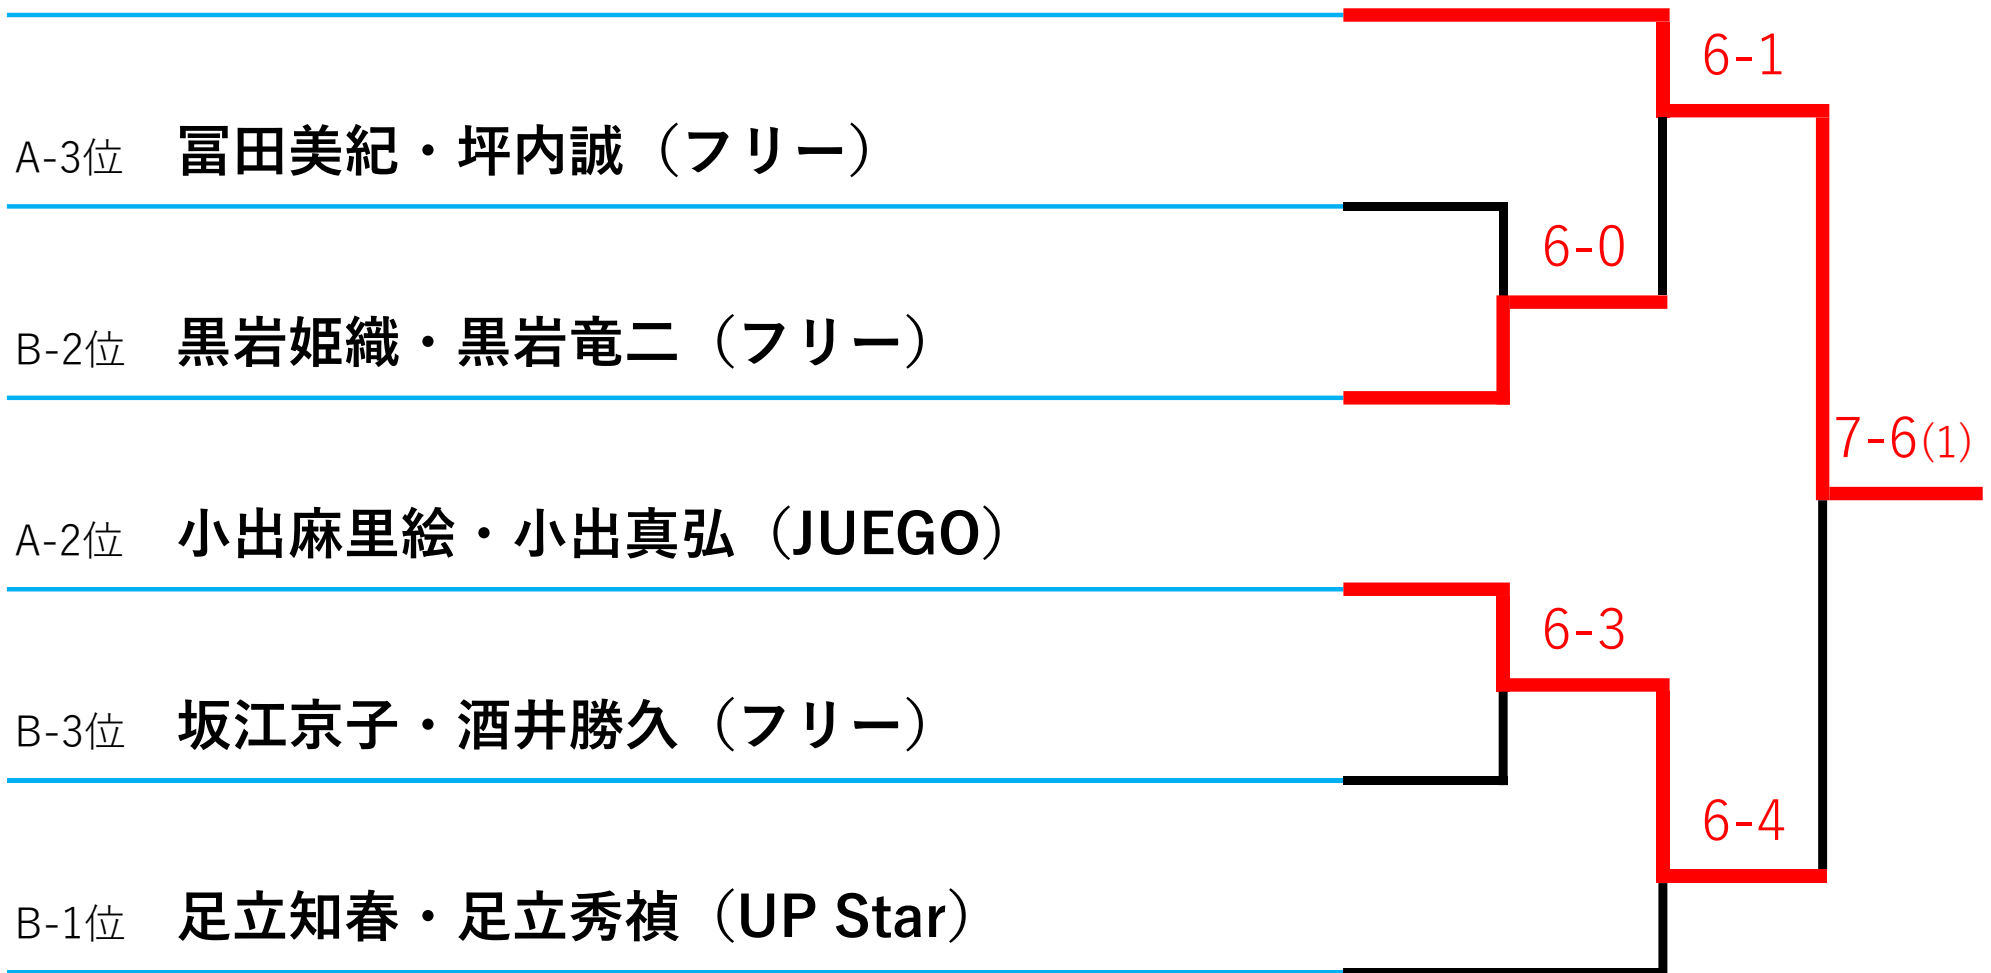 6-1
A-3位 冨田美紀・坪内誠（フリー）
6-0
B-2位 黒岩姫織・黒岩竜二（フリー）
7-6(1)
A-2位 小出麻里絵・小出真弘（JUEGO）
6-3
B-3位 坂江京子・酒井勝久（フリー）
6-4
B-1位 足立知春・足立秀禎（UP Star）